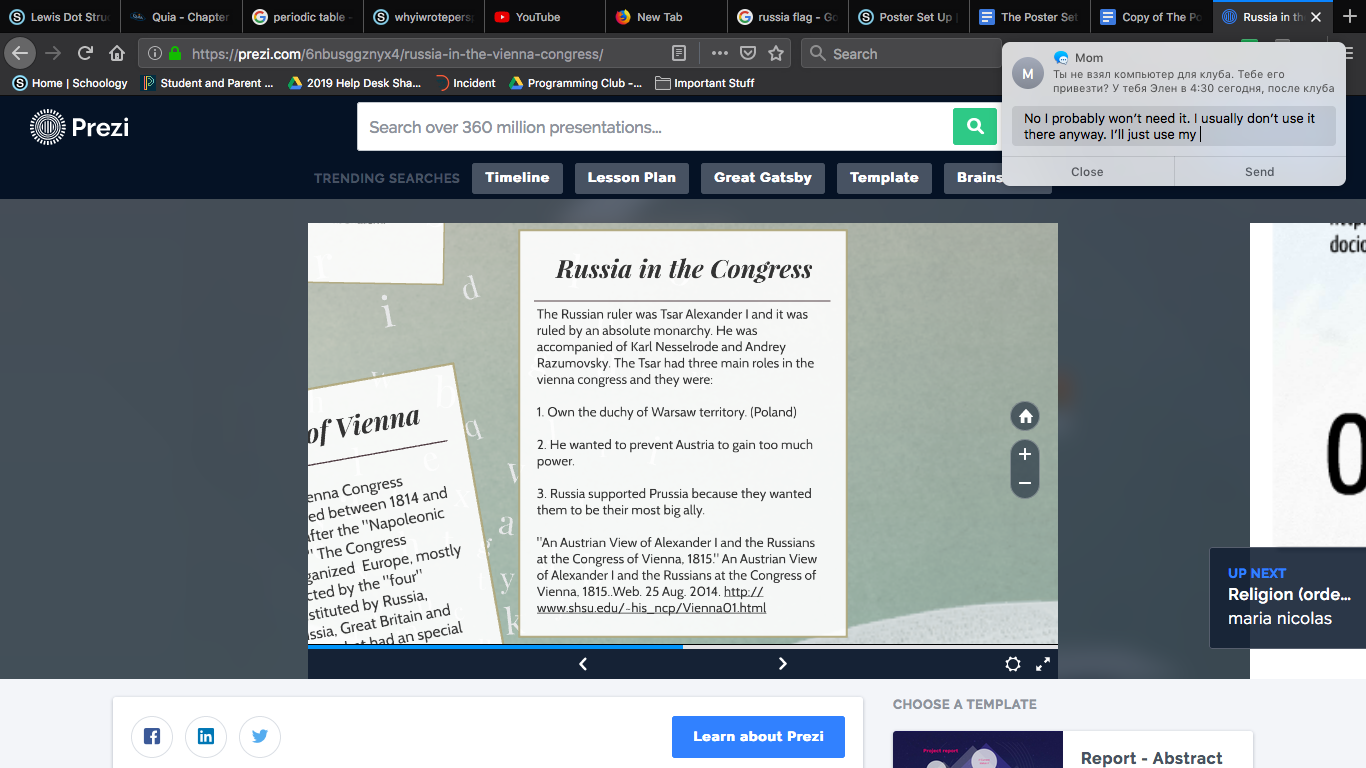 Lewis Dot Struc
Quia - Chapter
periodic table -
whyiwrotepers
YouTube
New Tab
russia flag - Go
Poster Set Up |
The Poster Set
Copy of The Po
Russia in th
https://prezi.com/6nbusggznyx4/russia-in-the-vienna-congress/
Search
Home | Schoology
Student and Parent ...
2019 Help Desk Sha...
Incident
Programming Club -...
Important Stuff
M
Mom
Ты не взял компьютер для клуба. Тебе его
привезти? У тебя Элен в 4:30 сегодня, после клуба
No I probably won't need it. I usually don't use it
there anyway. I'll just use my
Close
Send
Prezi
Search over 360 million presentations...
TRENDING SEARCHES
Timeline
Lesson Plan
Great Gatsby
Template
Brains
Russia in the Congress
The Russian ruler was Tsar Alexander I and it was
ruled by an absolute monarchy. He was
accompanied of Karl Nesselrode and Andrey
Razumovsky. The Tsar had three main roles in the
vienna congress and they were:
1. Own the duchy of Warsaw territory. (Poland)
2. He wanted to prevent Austria to gain too much
power.
3. Russia supported Prussia because they wanted
them to be their most big ally.
"An Austrian View of Alexander I and the Russians
at the Congress of Vienna, 1815." An Austrian View
of Alexander I and the Russians at the Congress of
Vienna, 1815..Web. 25 Aug. 2014. http://
www.shsu.edu/~his_ncp/Vienna01.html
of Vienna
enna Congress
ed between 1814 and
after the "Napoleonic
" The Congress
ganized Europe, mostly
cted by the "four"
stituted by Russia,
ssia, Great Britain and
had an special
docio
0
UP NEXT
Religion (orde...
maria nicolas
Learn about Prezi
CHOOSE A TEMPLATE
Project report
Report - Abstract